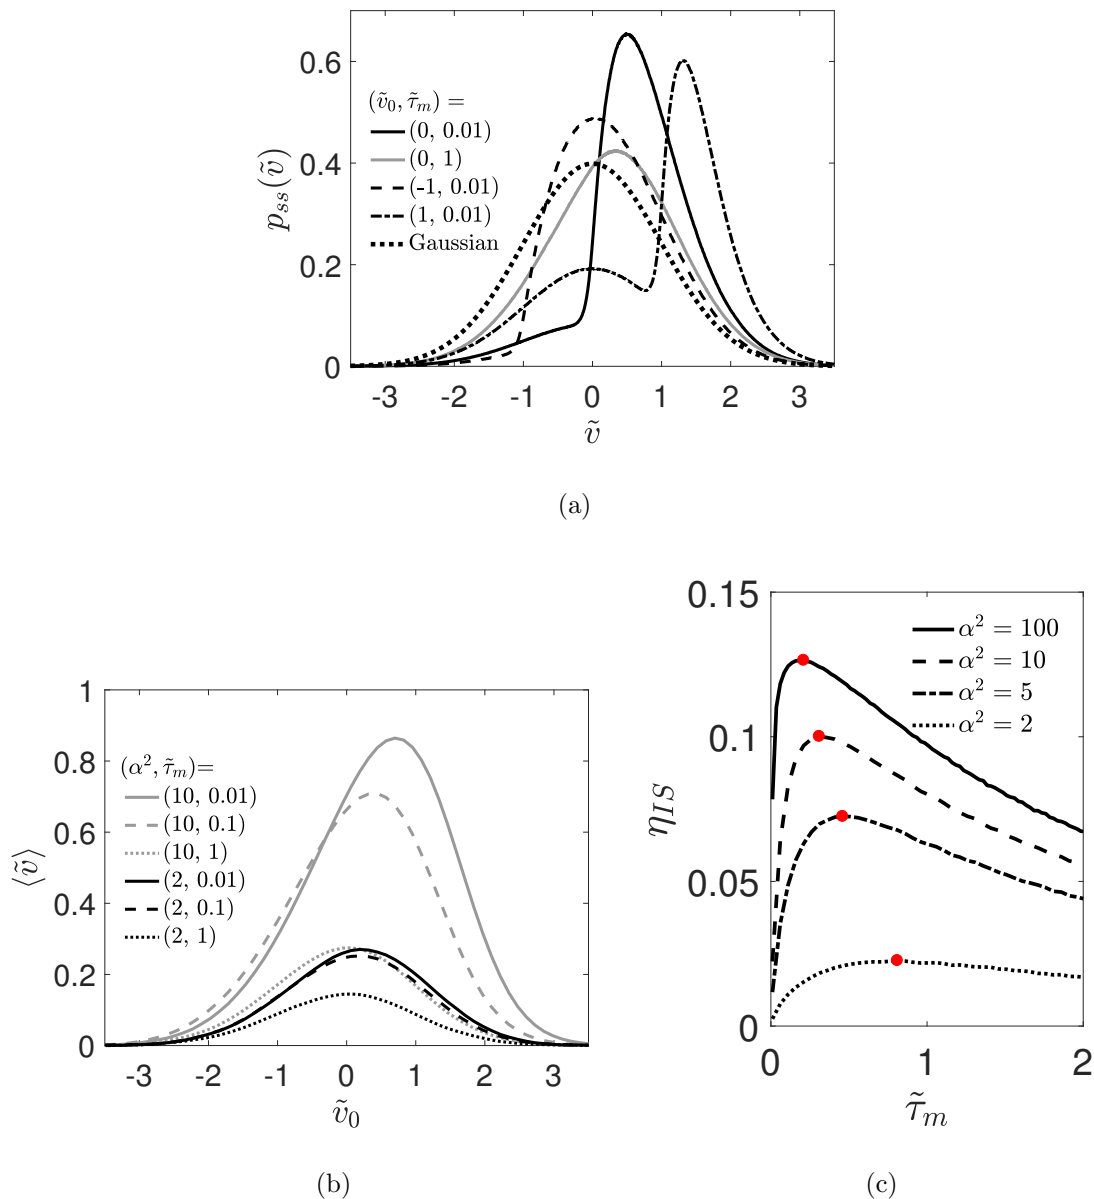 0.6
0.4
0.2
0
p_ss(ṽ)
(ṽ₀, τ̃ₘ) =
(0, 0.01)
(0, 1)
(-1, 0.01)
(1, 0.01)
Gaussian
-3 -2 -1 0 1 2 3
ṽ
(a)
1
0.8
0.6
0.4
0.2
0
⟨ṽ⟩
(α², τ̃ₘ)=
(10, 0.01)
(10, 0.1)
(10, 1)
(2, 0.01)
(2, 0.1)
(2, 1)
-3 -2 -1 0 1 2 3
ṽ₀
(b)
0.15
0.1
0.05
0
η_IS
α² = 100
α² = 10
α² = 5
α² = 2
0 1 2
τ̃ₘ
(c)